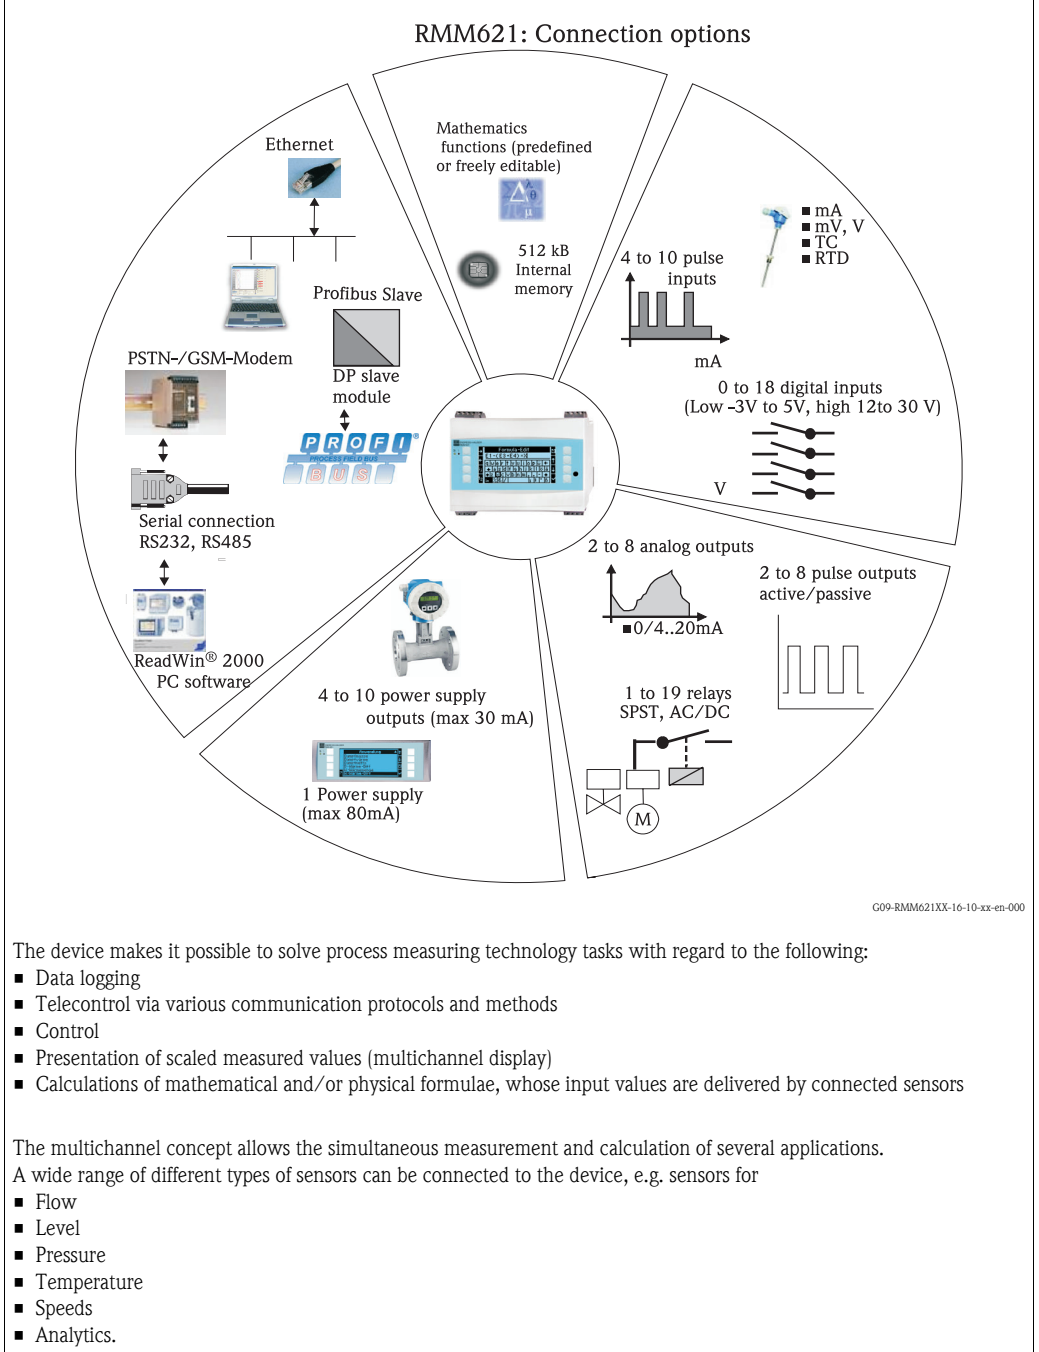 RMM621: Connection options
Mathematics
functions (predefined
or freely editable)
512 kB
Internal
memory
Ethernet
Profibus Slave
DP slave
module
PROFI®
PROCESS FIELD BUS
BUS
PSTN-/GSM-Modem
Serial connection
RS232, RS485
ReadWin® 2000
PC software
4 to 10 pulse
inputs
mA
■ mA
■ mV, V
■ TC
■ RTD
0 to 18 digital inputs
(Low -3V to 5V, high 12to 30 V)
V
2 to 8 analog outputs
■0/4..20mA
2 to 8 pulse outputs
active/passive
1 to 19 relays
SPST, AC/DC
M
4 to 10 power supply
outputs (max 30 mA)
1 Power supply
(max 80mA)
G09-RMM621XX-16-10-xx-en-000
The device makes it possible to solve process measuring technology tasks with regard to the following:
■ Data logging
■ Telecontrol via various communication protocols and methods
■ Control
■ Presentation of scaled measured values (multichannel display)
■ Calculations of mathematical and/or physical formulae, whose input values are delivered by connected sensors
The multichannel concept allows the simultaneous measurement and calculation of several applications.
A wide range of different types of sensors can be connected to the device, e.g. sensors for
■ Flow
■ Level
■ Pressure
■ Temperature
■ Speeds
■ Analytics.